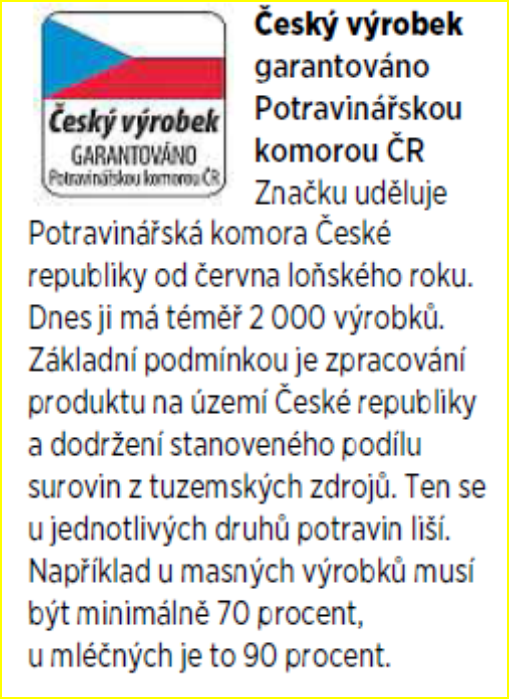 Český výrobek
GARANTOVÁNO
Potravinářskou komorou ČR
Český výrobek
garantováno
Potravinářskou
komorou ČR
Značku uděluje
Potravinářská komora České
republiky od června loňského roku.
Dnes ji má téměř 2 000 výrobků.
Základní podmínkou je zpracování
produktu na území České republiky
a dodržení stanoveného podílu
surovin z tuzemských zdrojů. Ten se
u jednotlivých druhů potravin liší.
Například u masných výrobků musí
být minimálně 70 procent,
u mléčných je to 90 procent.